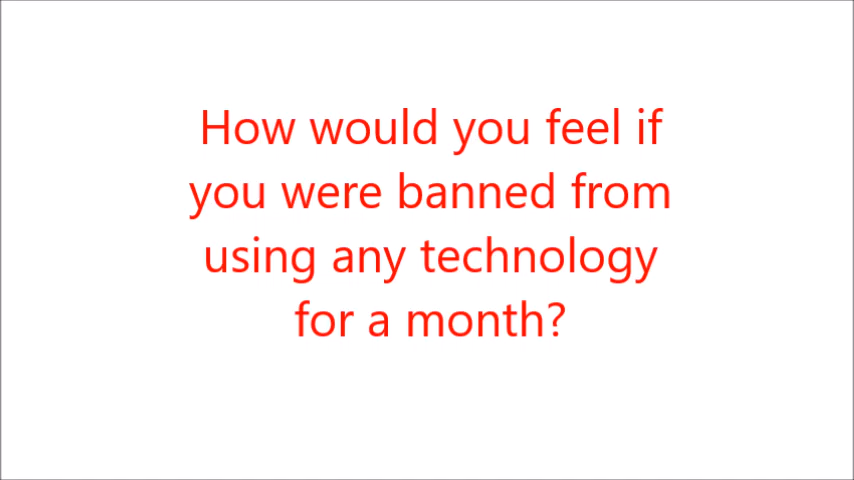 How would you feel if
you were banned from
using any technology
for a month?